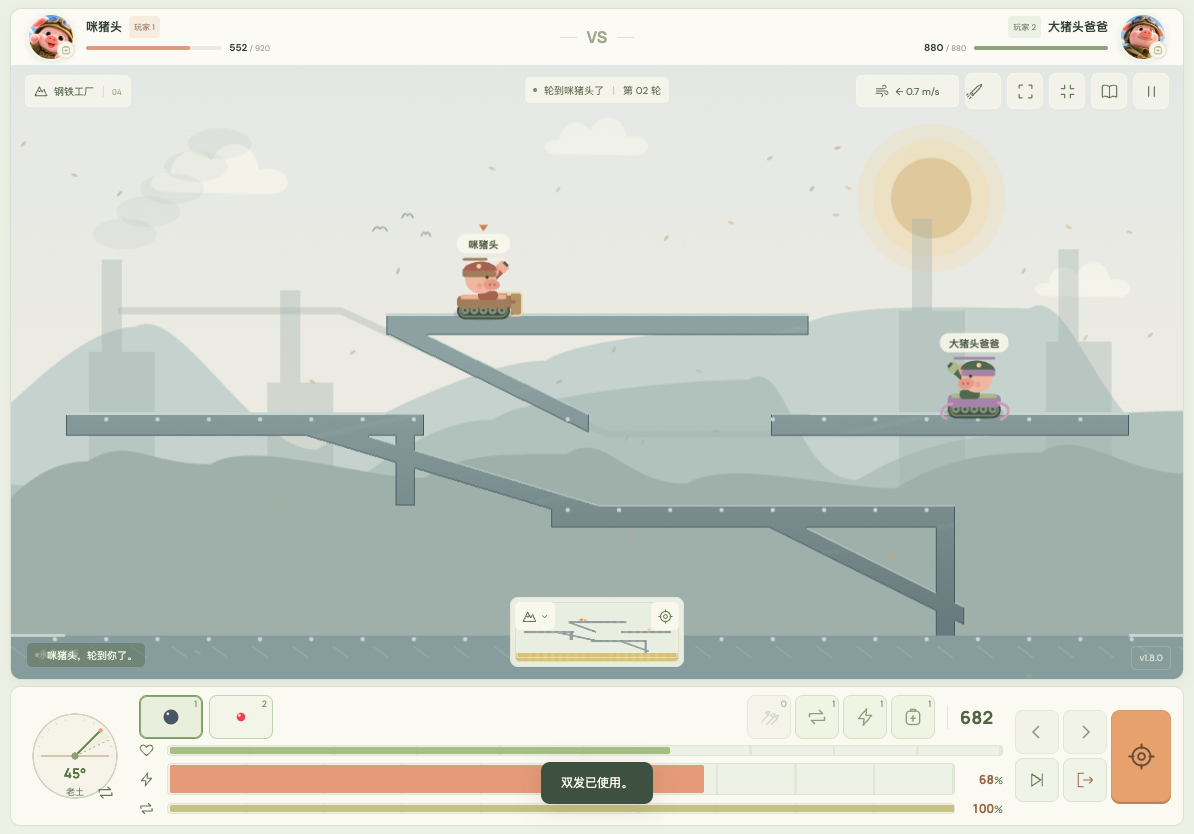 咪猪头 玩家 1
552 / 920
VS
玩家 2 大猪头爸爸
880 / 880
钢铁工厂 04
轮到咪猪头了 第 02 轮
← 0.7 m/s
咪猪头
大猪头爸爸
咪猪头，轮到你了。
v1.8.0
1
2
0
1
1
1
682
45°
老土
68%
双发已使用。
100%